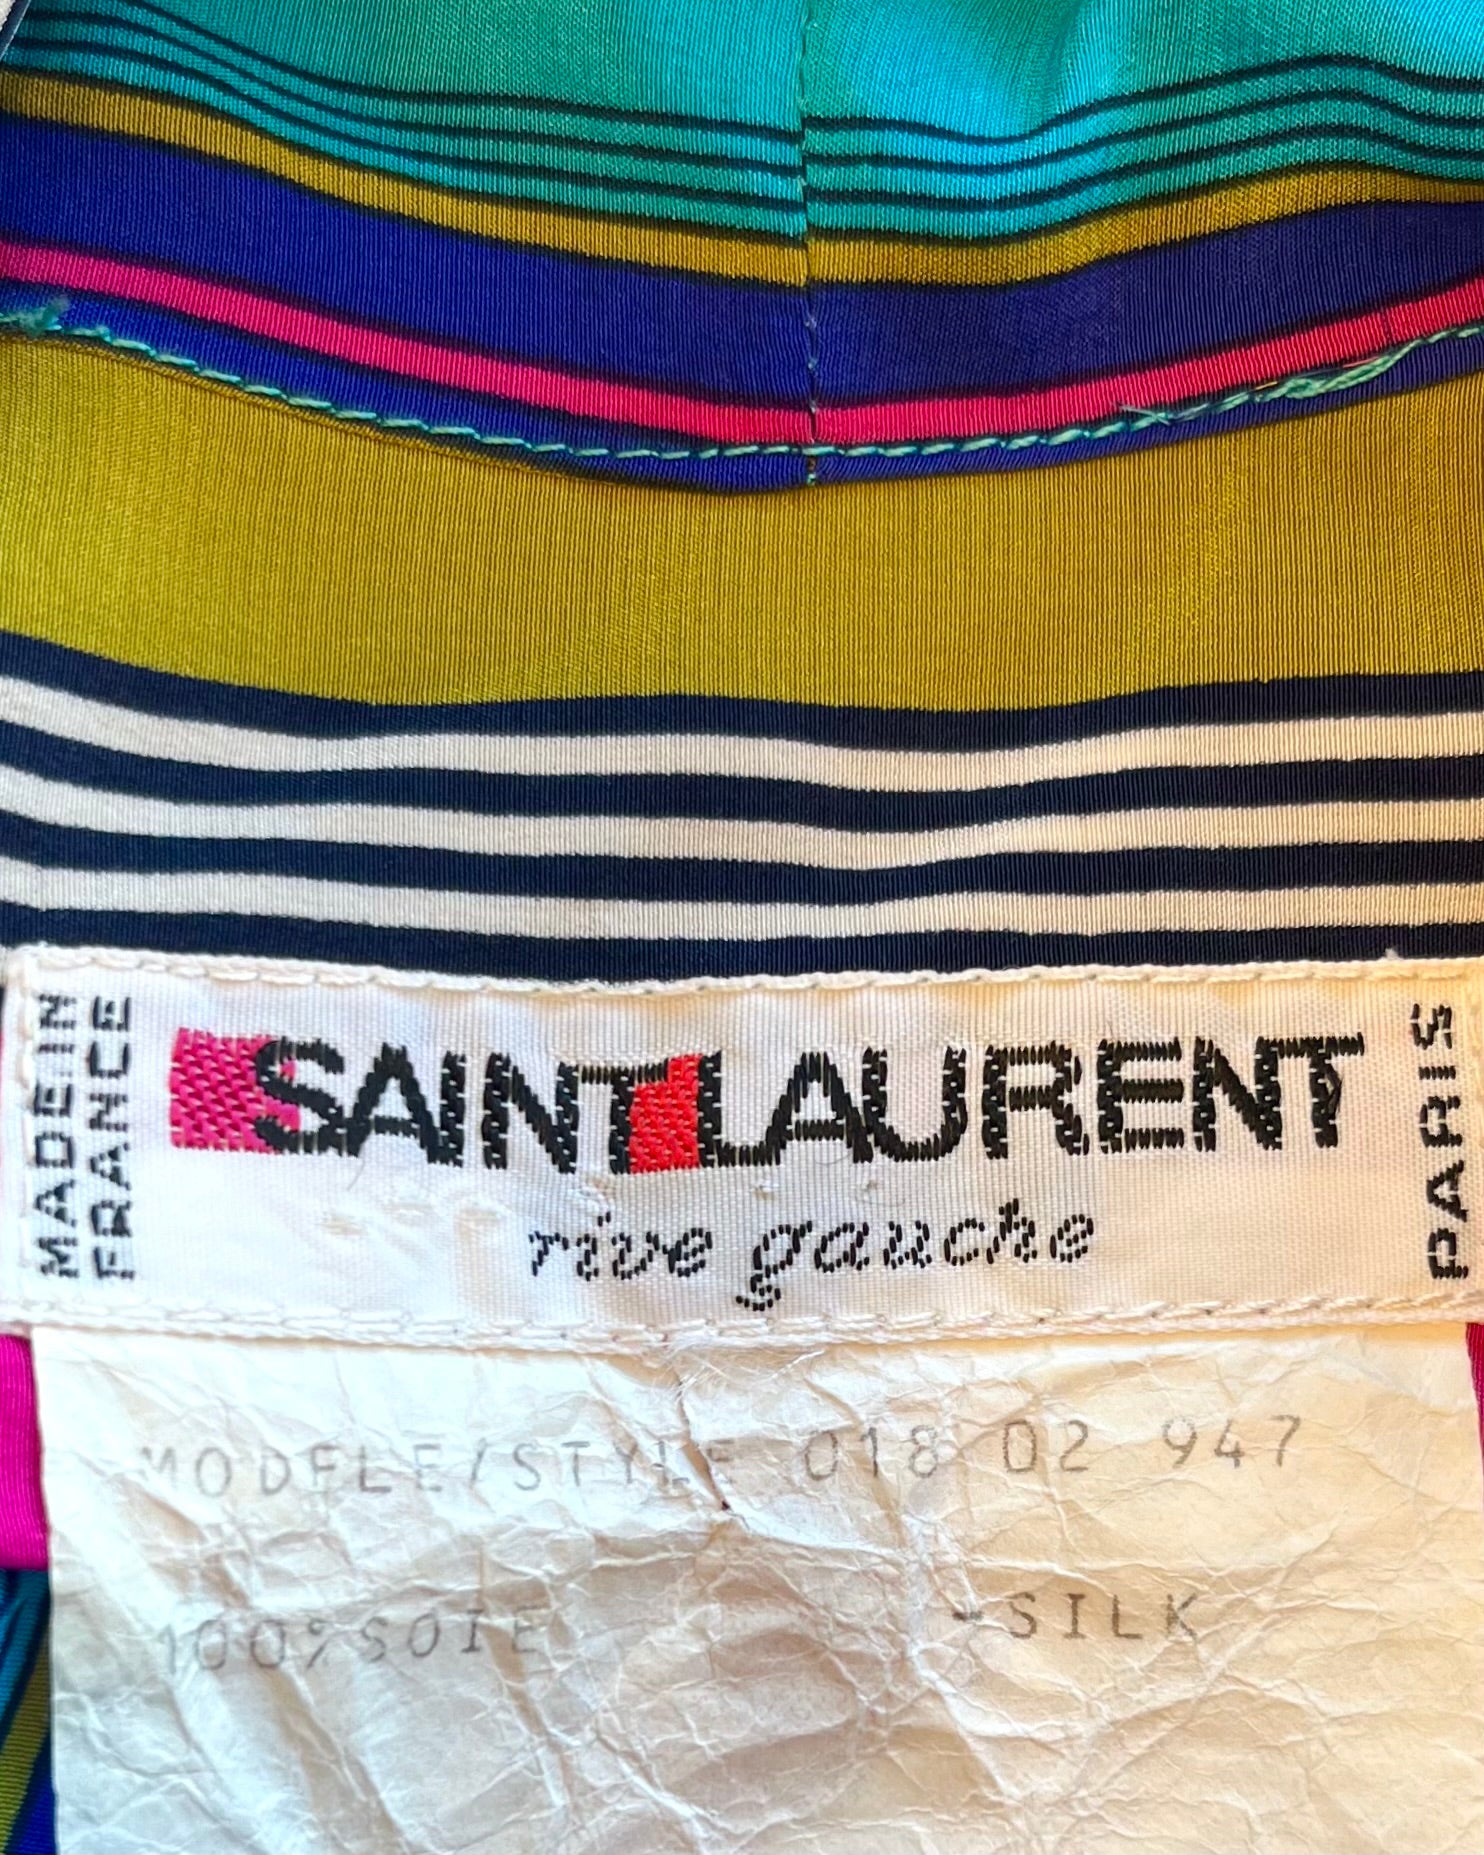 MADE IN
FRANCE
SAINT LAURENT
rive gauche
PARIS
MODELE/STYLE 018 02 947
100%SOIE -SILK